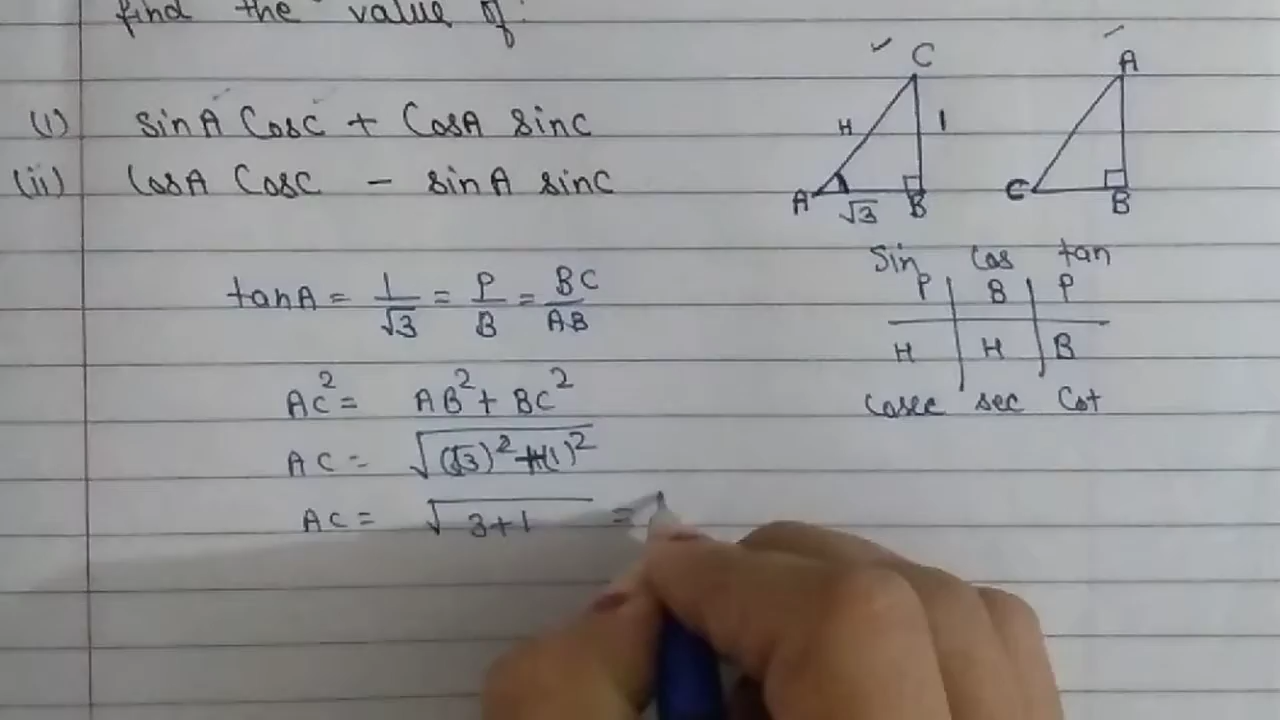 find the value of:
(i) sinA Cosc + CosA sinc
(ii) CosA Cosc - sinA sinc
C
H
1
A
√3
B
A
C
B
Sin Cos tan
P B P
H H B
Cosec sec Cot
tanA = 1/√3 = P/B = BC/AB
AC² = AB² + BC²
AC = √(√3)² + (1)²
AC = √3+1 =